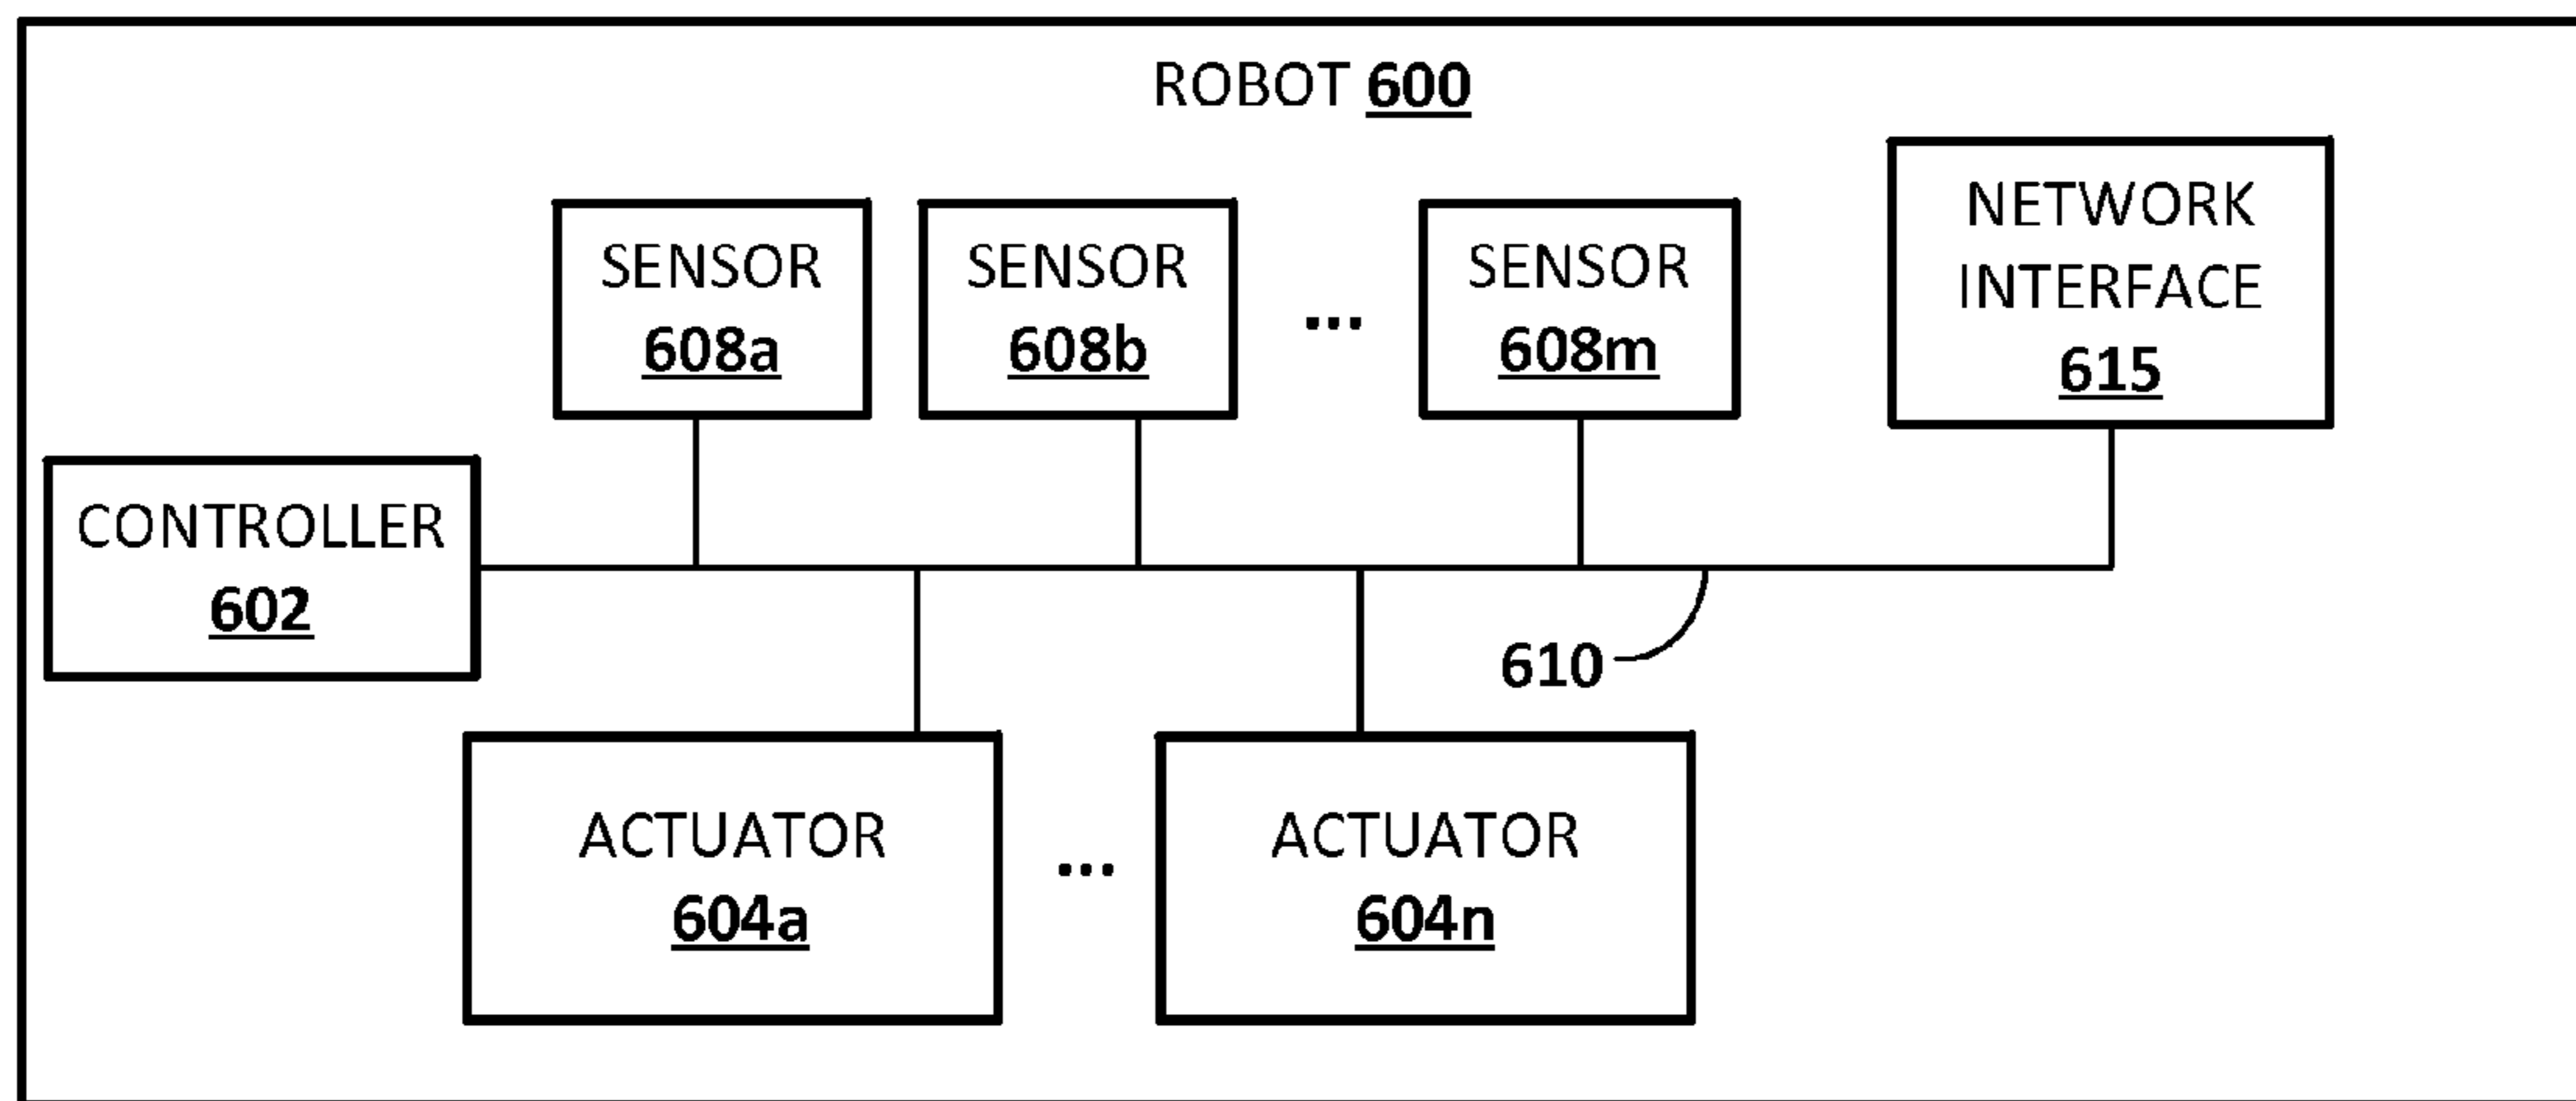 ROBOT 600
SENSOR
608a
SENSOR
608b
...
SENSOR
608m
NETWORK
INTERFACE
615
CONTROLLER
602
610
ACTUATOR
604a
...
ACTUATOR
604n